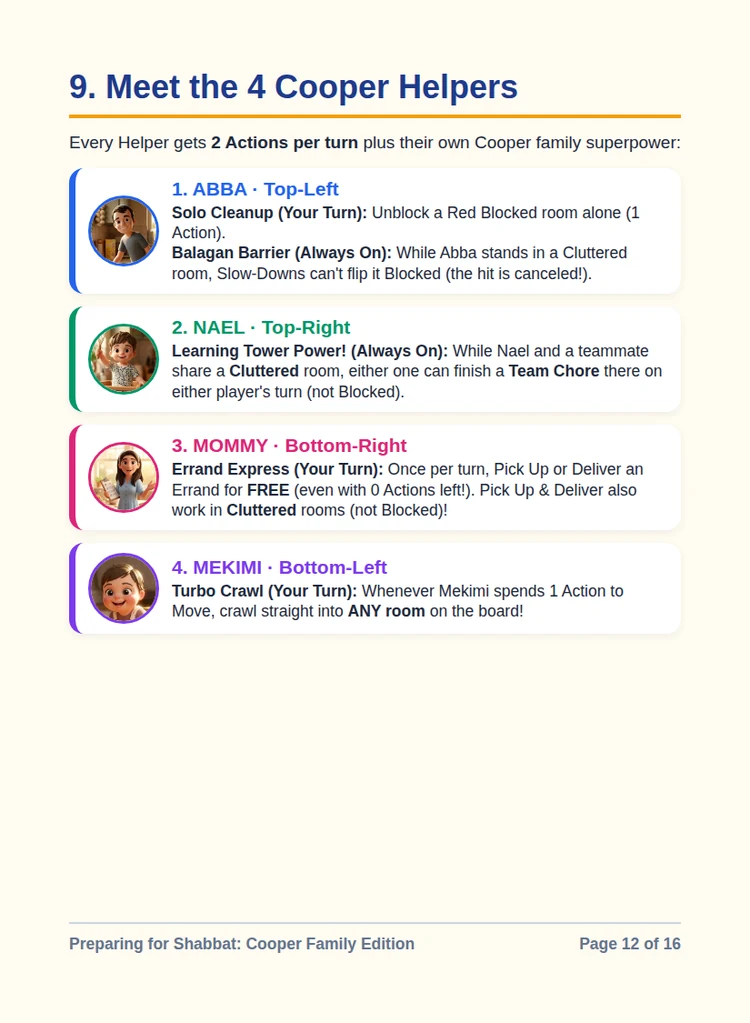 9. Meet the 4 Cooper Helpers
Every Helper gets 2 Actions per turn plus their own Cooper family superpower:
1. ABBA · Top-Left
Solo Cleanup (Your Turn): Unblock a Red Blocked room alone (1
Action).
Balagan Barrier (Always On): While Abba stands in a Cluttered
room, Slow-Downs can't flip it Blocked (the hit is canceled!).
2. NAEL · Top-Right
Learning Tower Power! (Always On): While Nael and a teammate
share a Cluttered room, either one can finish a Team Chore there on
either player's turn (not Blocked).
3. MOMMY · Bottom-Right
Errand Express (Your Turn): Once per turn, Pick Up or Deliver an
Errand for FREE (even with 0 Actions left!). Pick Up & Deliver also
work in Cluttered rooms (not Blocked)!
4. MEKIMI · Bottom-Left
Turbo Crawl (Your Turn): Whenever Mekimi spends 1 Action to
Move, crawl straight into ANY room on the board!
Preparing for Shabbat: Cooper Family Edition
Page 12 of 16